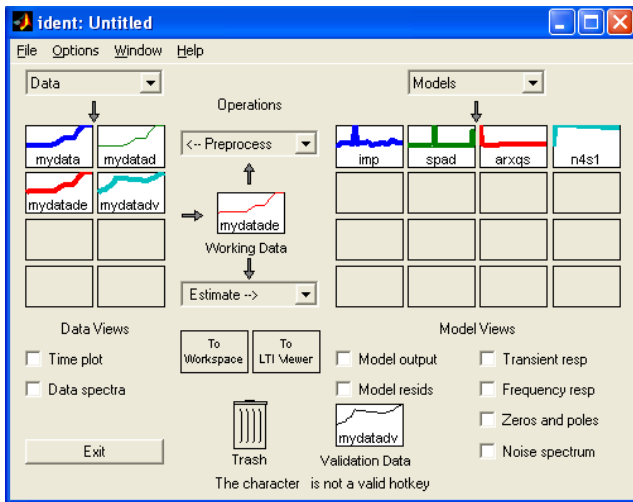 ident: Untitled
File Options Window Help
Data
Models
Operations
<-- Preprocess
mydata mydatad
imp spad arxqs n4s1
mydatade mydatadv
mydatade
Working Data
Estimate -->
Data Views
Model Views
To Workspace
To LTI Viewer
Time plot
Model output
Transient resp
Data spectra
Model resids
Frequency resp
Zeros and poles
mydatadv
Exit
Noise spectrum
Trash
Validation Data
The character is not a valid hotkey